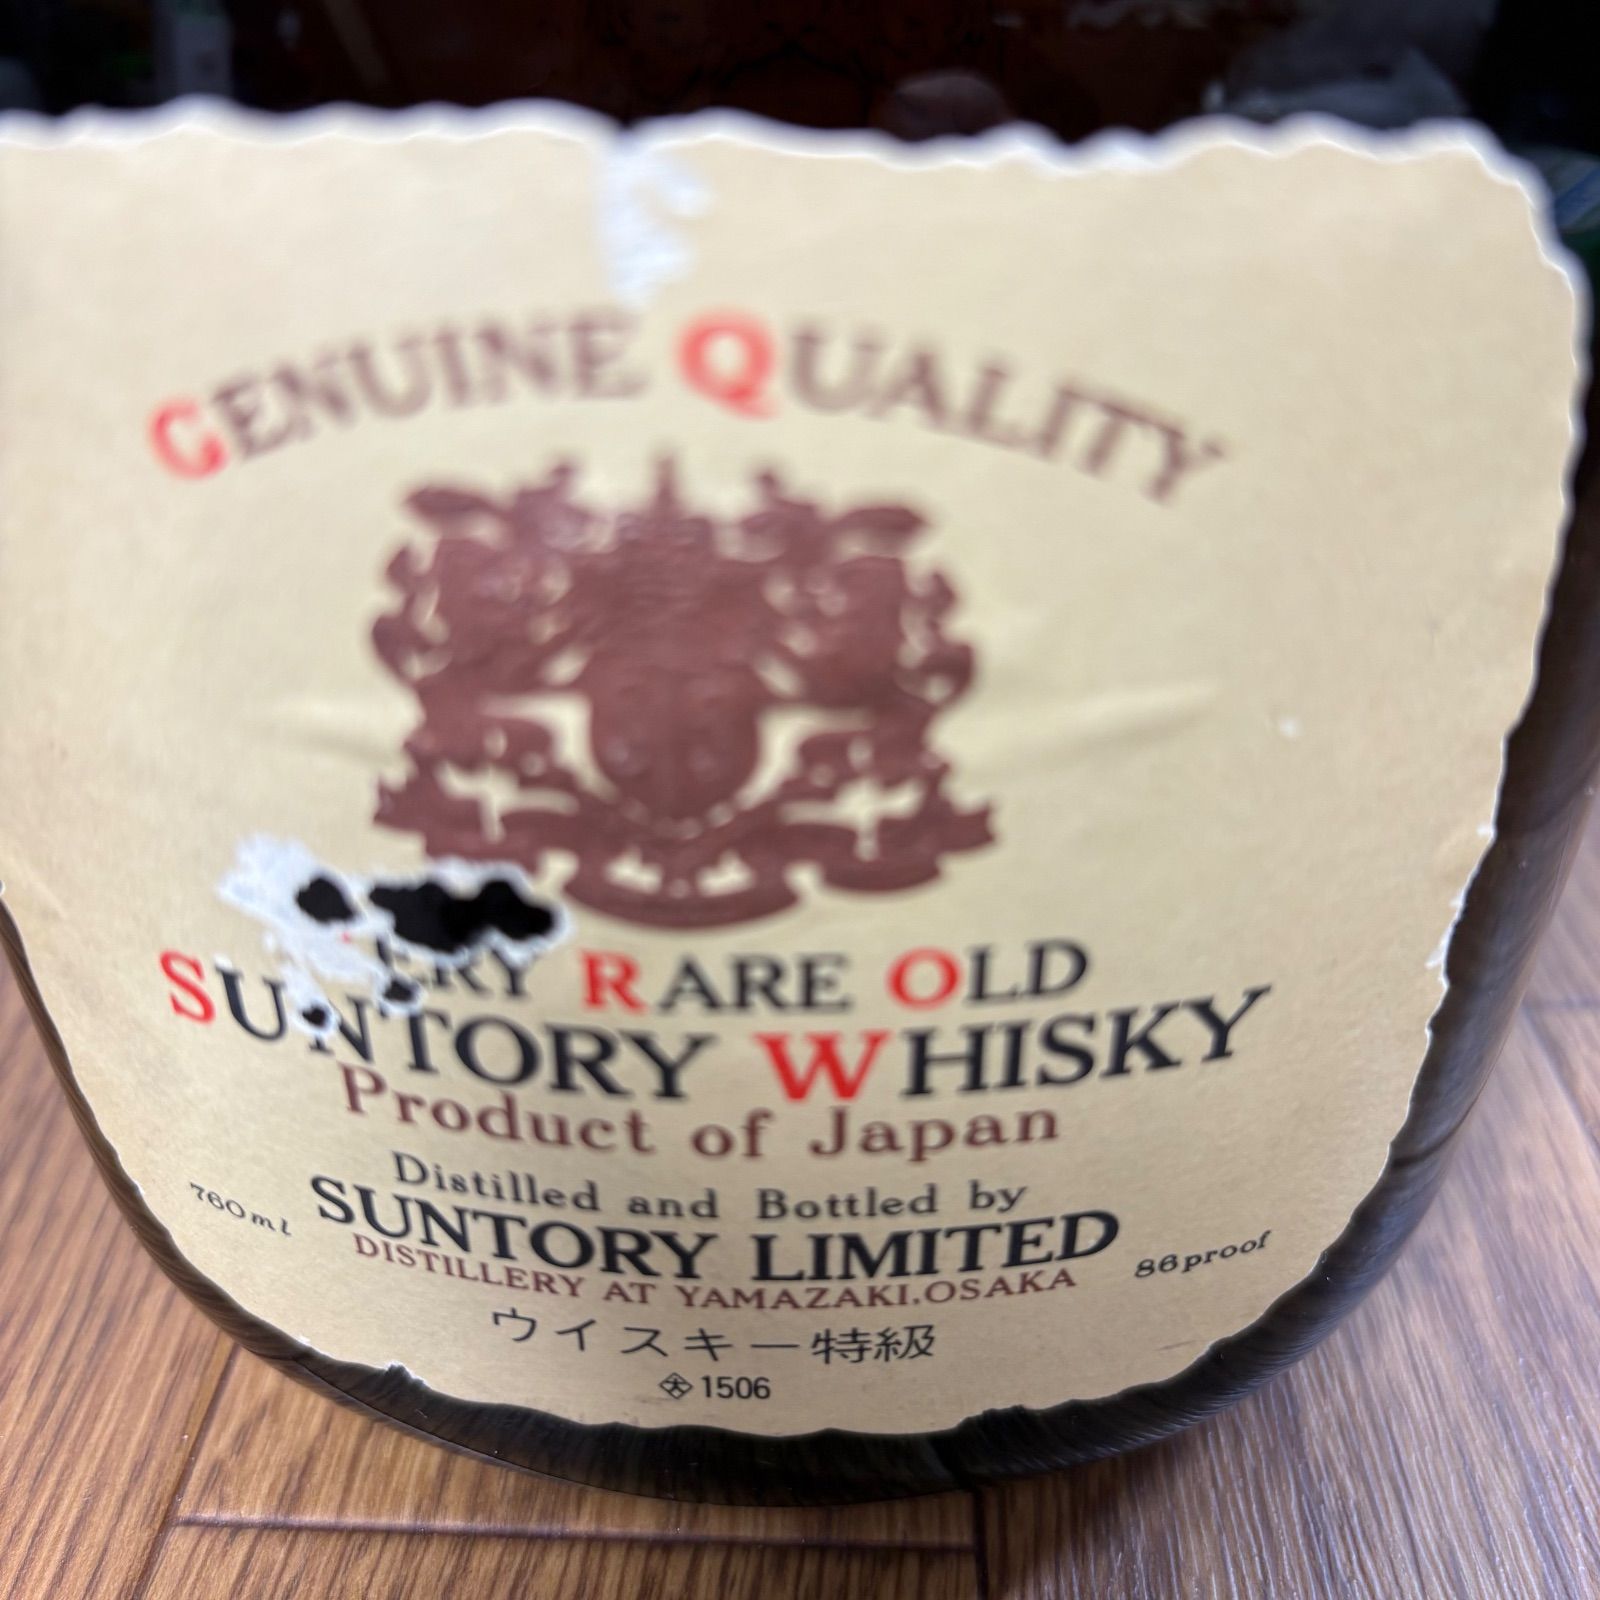 GENUINE QUALITY
ERY RARE OLD
SUNTORY WHISKY
Product of Japan
Distilled and Bottled by
760ml
SUNTORY LIMITED
86proof
DISTILLERY AT YAMAZAKI.OSAKA
ウイスキー特級
1506